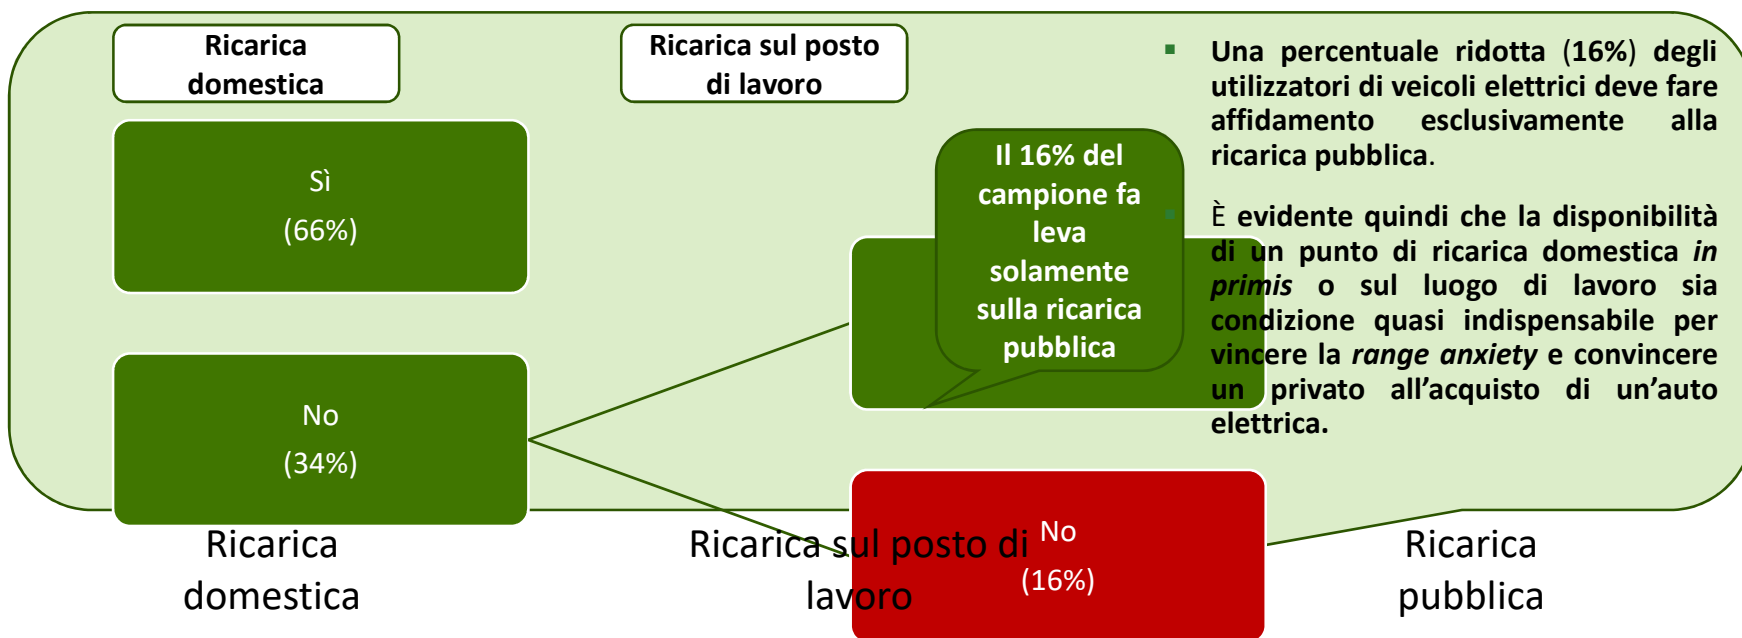 Ricarica
domestica
Ricarica sul posto
di lavoro
Sì
(66%)
No
(34%)
Il 16% del
campione fa
leva
solamente
sulla ricarica
pubblica
No
(16%)
▪ Una percentuale ridotta (16%) degli
utilizzatori di veicoli elettrici deve fare
affidamento esclusivamente alla
ricarica pubblica.
▪ È evidente quindi che la disponibilità
di un punto di ricarica domestica in
primis o sul luogo di lavoro sia
condizione quasi indispensabile per
vincere la range anxiety e convincere
un privato all’acquisto di un’auto
elettrica.
Ricarica
domestica
Ricarica sul posto di
lavoro
Ricarica
pubblica